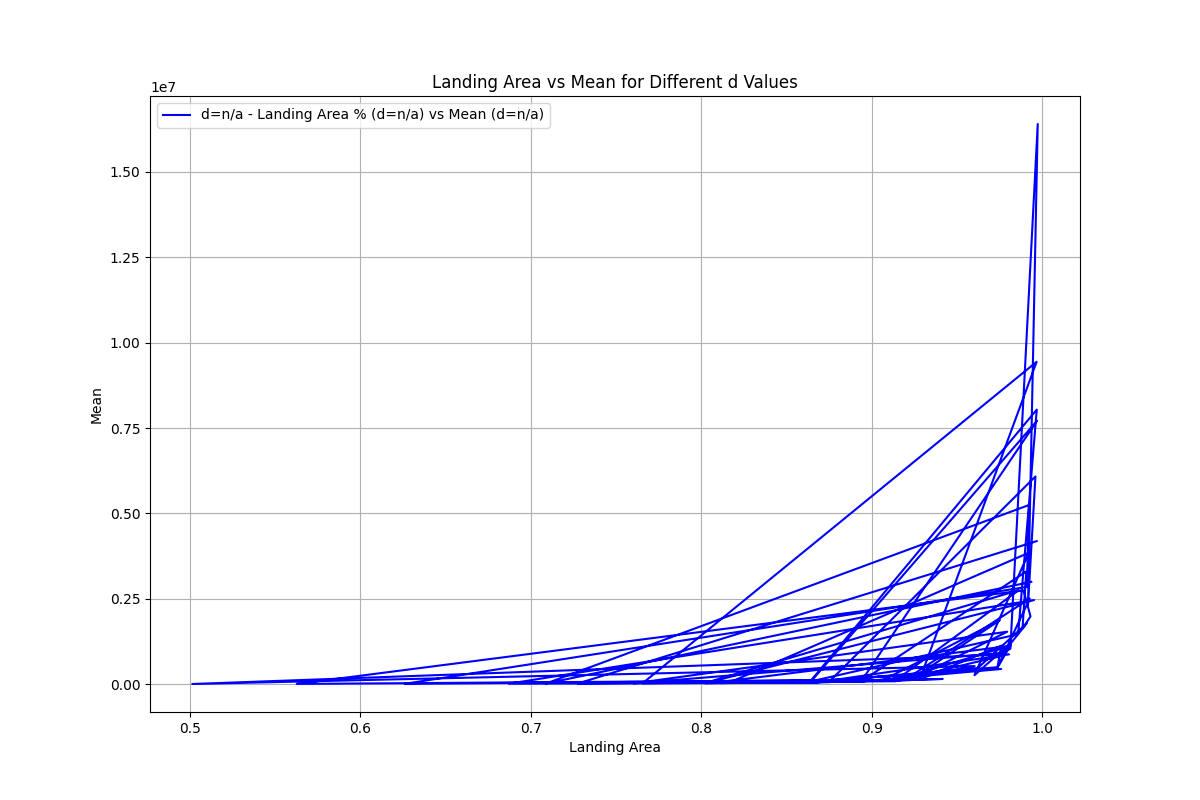 Landing Area vs Mean for Different d Values
1e7
d=n/a - Landing Area % (d=n/a) vs Mean (d=n/a)
1.50
1.25
1.00
0.75
0.50
0.25
0.00
Mean
0.5 0.6 0.7 0.8 0.9 1.0
Landing Area